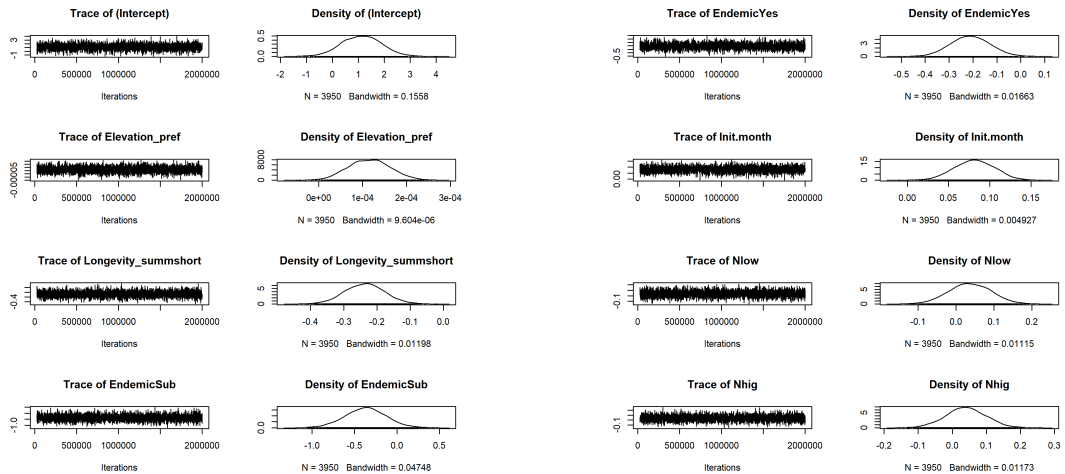 Trace of (Intercept)
3
-1
0 500000 1000000 2000000
Iterations
Density of (Intercept)
0.5
0.0
-2 -1 0 1 2 3 4
N = 3950 Bandwidth = 0.1558
Trace of EndemicYes
-0.5
0 500000 1000000 2000000
Iterations
Density of EndemicYes
3
0
-0.5 -0.4 -0.3 -0.2 -0.1 0.0 0.1
N = 3950 Bandwidth = 0.01663
Trace of Elevation_pref
-0.00005
0 500000 1000000 2000000
Iterations
Density of Elevation_pref
8000
0
0e+00 1e-04 2e-04 3e-04
N = 3950 Bandwidth = 9.604e-06
Trace of Init.month
0.00
0 500000 1000000 2000000
Iterations
Density of Init.month
15
0
0.00 0.05 0.10 0.15
N = 3950 Bandwidth = 0.004927
Trace of Longevity_summshort
-0.4
0 500000 1000000 2000000
Iterations
Density of Longevity_summshort
5
0
-0.4 -0.3 -0.2 -0.1 0.0
N = 3950 Bandwidth = 0.01198
Trace of Nlow
-0.1
0 500000 1000000 2000000
Iterations
Density of Nlow
5
0
-0.1 0.0 0.1 0.2
N = 3950 Bandwidth = 0.01115
Trace of EndemicSub
-1.0
0 500000 1000000 2000000
Iterations
Density of EndemicSub
0.0
-1.0 -0.5 0.0 0.5
N = 3950 Bandwidth = 0.04748
Trace of Nhig
-0.1
0 500000 1000000 2000000
Iterations
Density of Nhig
5
0
-0.2 -0.1 0.0 0.1 0.2 0.3
N = 3950 Bandwidth = 0.01173